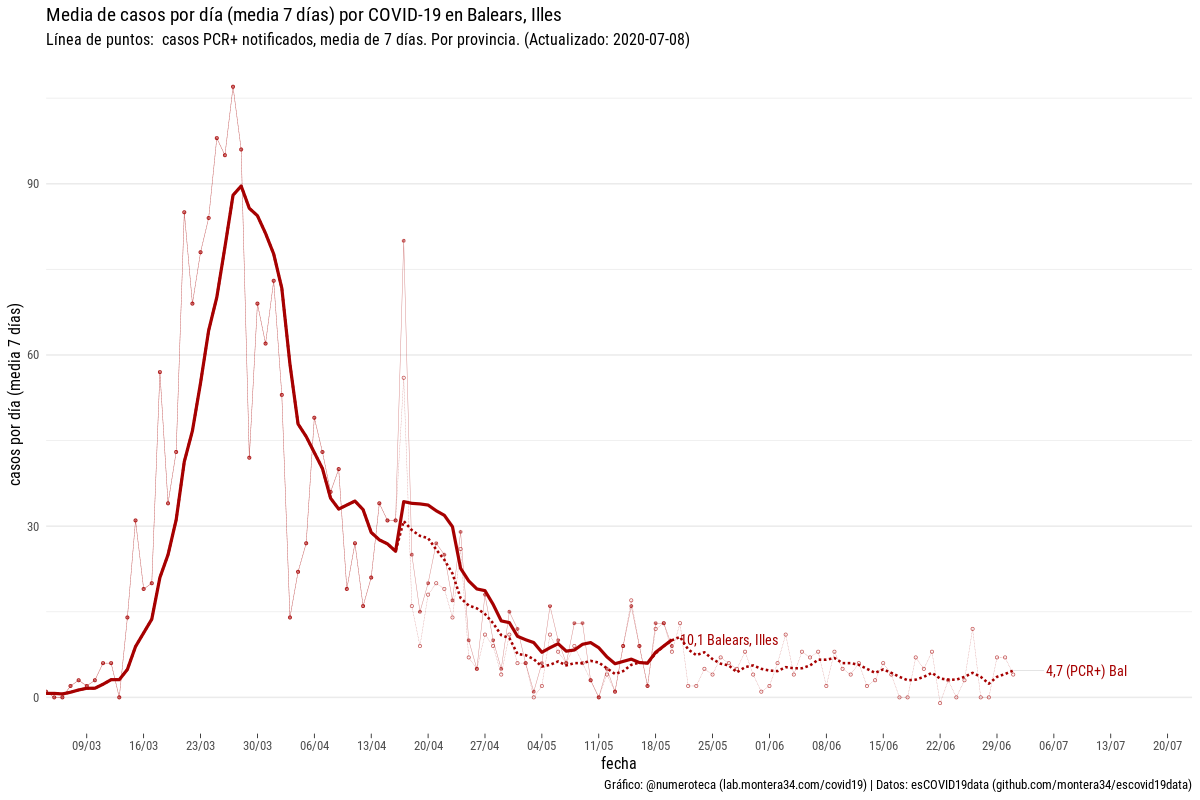 Media de casos por día (media 7 días) por COVID-19 en Balears, Illes
Línea de puntos:  casos PCR+ notificados, media de 7 días. Por provincia. (Actualizado: 2020-07-08)
casos por día (media 7 días)
90
60
30
0
10,1 Balears, Illes
4,7 (PCR+) Bal
09/03 16/03 23/03 30/03 06/04 13/04 20/04 27/04 04/05 11/05 18/05 25/05 01/06 08/06 15/06 22/06 29/06 06/07 13/07 20/07
fecha
Gráfico: @numeroteca (lab.montera34.com/covid19) | Datos: esCOVID19data (github.com/montera34/escovid19data)